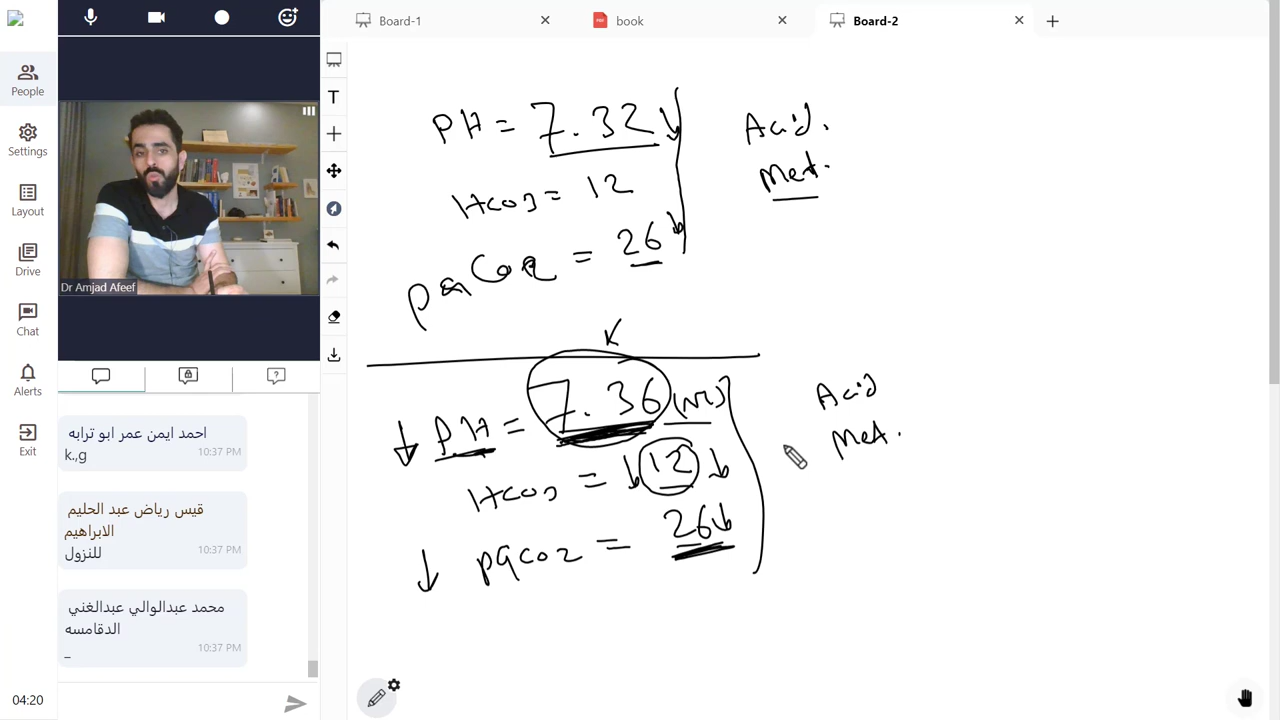 Board-1
book
Board-2
People
Settings
Layout
Drive
Chat
Alerts
Exit
04:20
Dr Amjad Afeef
احمد ايمن عمر ابو ترابه
k.,g
10:37 PM
قيس رياض عبد الحليم
الابراهيم
للنزول
10:37 PM
محمد عبدالوالي عبدالغني
الدقامسه
_
10:37 PM
T
PH = 7.32 ↓
Acid.
HCO3 = 12
Met.
PaCo2 = 26 ↓
K
↓ PH = 7.36 (N)
Acid
HCO3 = ↓ 12 ↓
Met.
↓ PaCO2 = 26 ↓